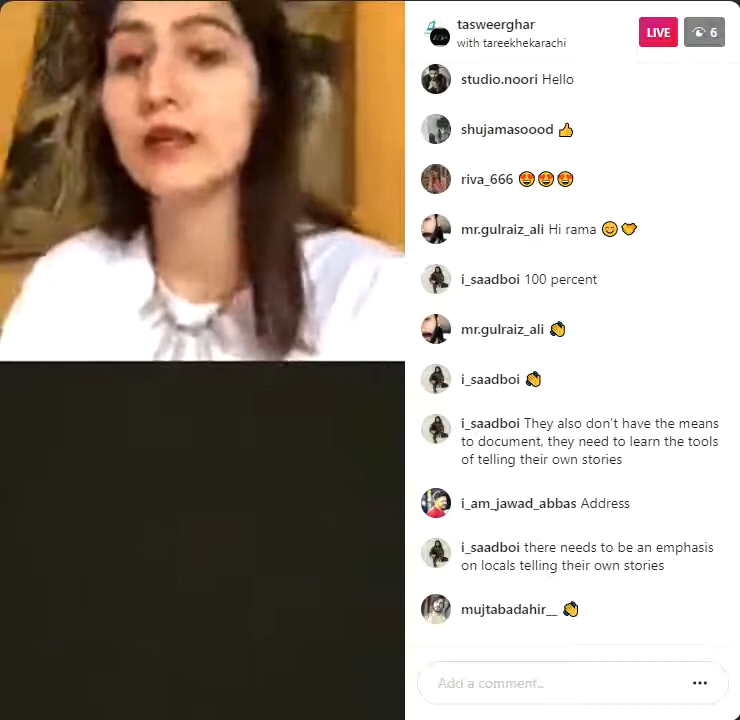 tasweerghar
with tareekhekarachi
LIVE
6
studio.noori Hello
shujamasoood 👍
riva_666 😍😍😍
mr.gulraiz_ali Hi rama 😊🤝
i_saadboi 100 percent
mr.gulraiz_ali 👏
i_saadboi 👏
i_saadboi They also don't have the means
to document, they need to learn the tools
of telling their own stories
i_am_jawad_abbas Address
i_saadboi there needs to be an emphasis
on locals telling their own stories
mujtabadahir__ 👏
Add a comment...